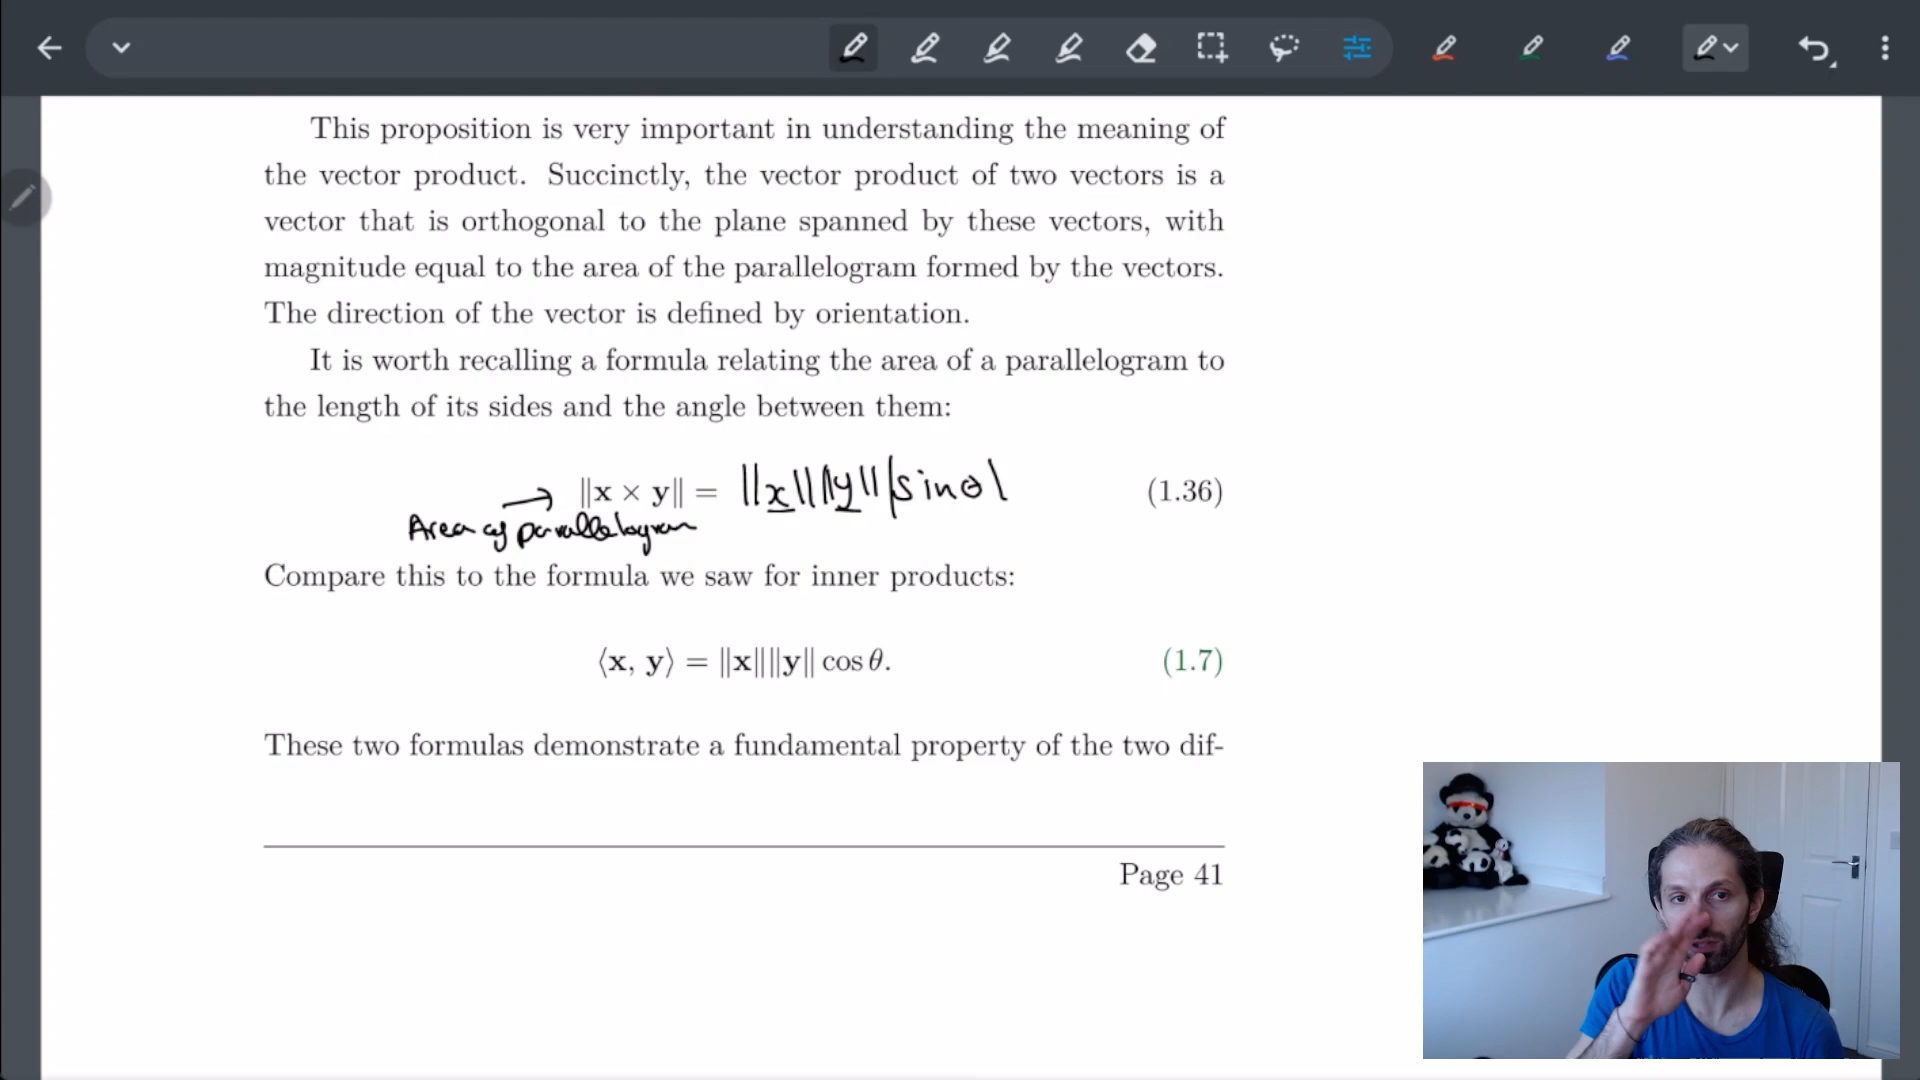 This proposition is very important in understanding the meaning of
the vector product. Succinctly, the vector product of two vectors is a
vector that is orthogonal to the plane spanned by these vectors, with
magnitude equal to the area of the parallelogram formed by the vectors.
The direction of the vector is defined by orientation.
It is worth recalling a formula relating the area of a parallelogram to
the length of its sides and the angle between them:
‖x × y‖ = ||x|| ||y|| |sinθ| (1.36)
→
Area of parallelogram
Compare this to the formula we saw for inner products:
⟨x, y⟩ = ‖x‖‖y‖ cos θ. (1.7)
These two formulas demonstrate a fundamental property of the two dif-
Page 41